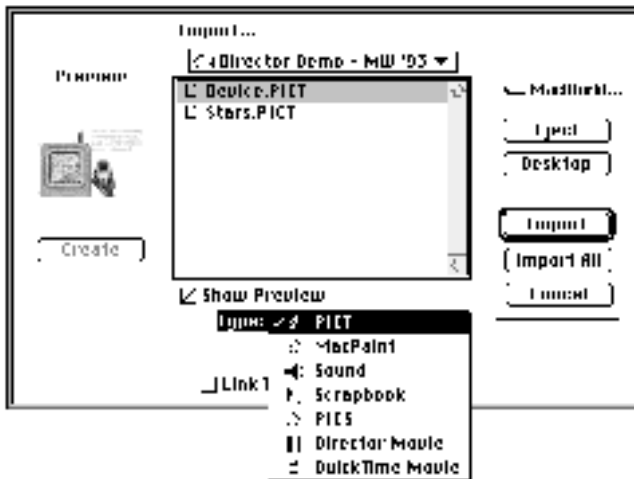 Import...
Director Demo - MW '93
Preview
Device.PICT
Stars.PICT
Eject
Desktop
Create
Import
Import All
Cancel
Show Preview
Type: PICT
MacPaint
Sound
Scrapbook
PICS
Link
Director Movie
QuickTime Movie